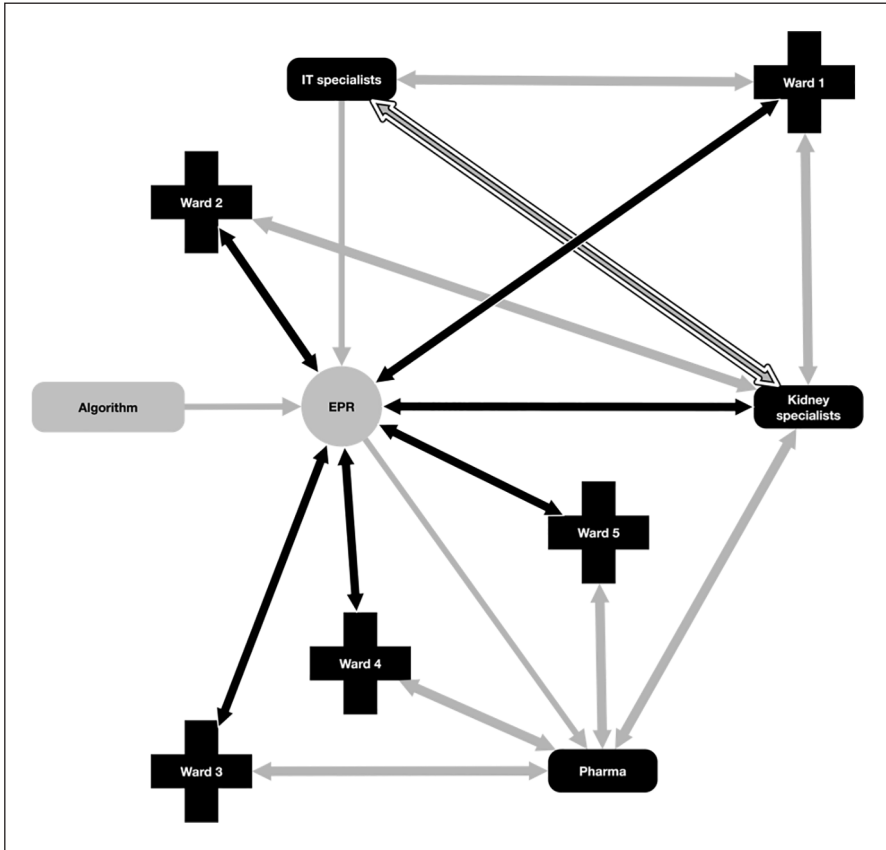 IT specialists
Ward 1
Ward 2
Algorithm
EPR
Kidney
specialists
Ward 5
Ward 4
Ward 3
Pharma